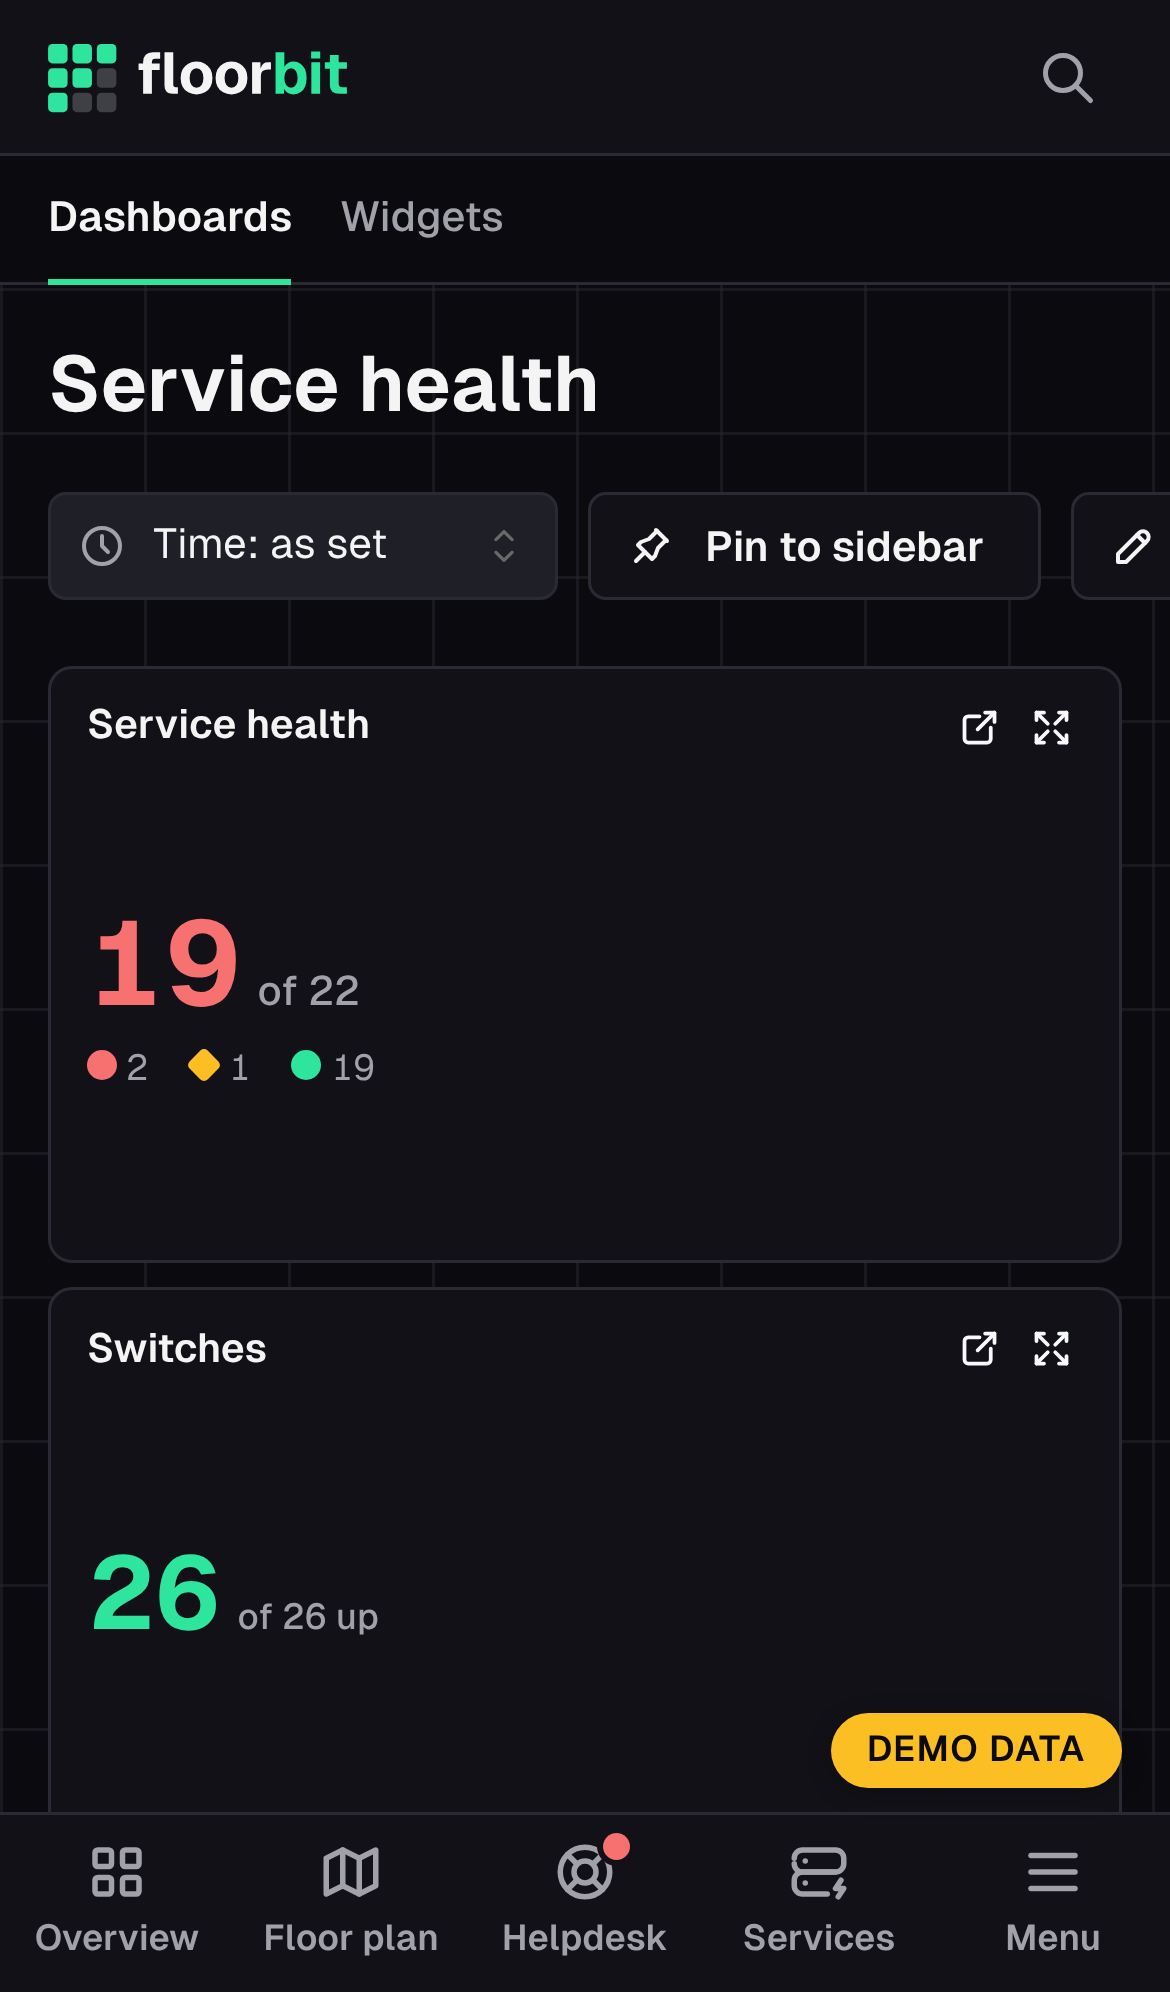 floorbit
Dashboards Widgets
Service health
Time: as set Pin to sidebar
Service health
19 of 22
2 1 19
Switches
26 of 26 up
DEMO DATA
Overview Floor plan Helpdesk Services Menu